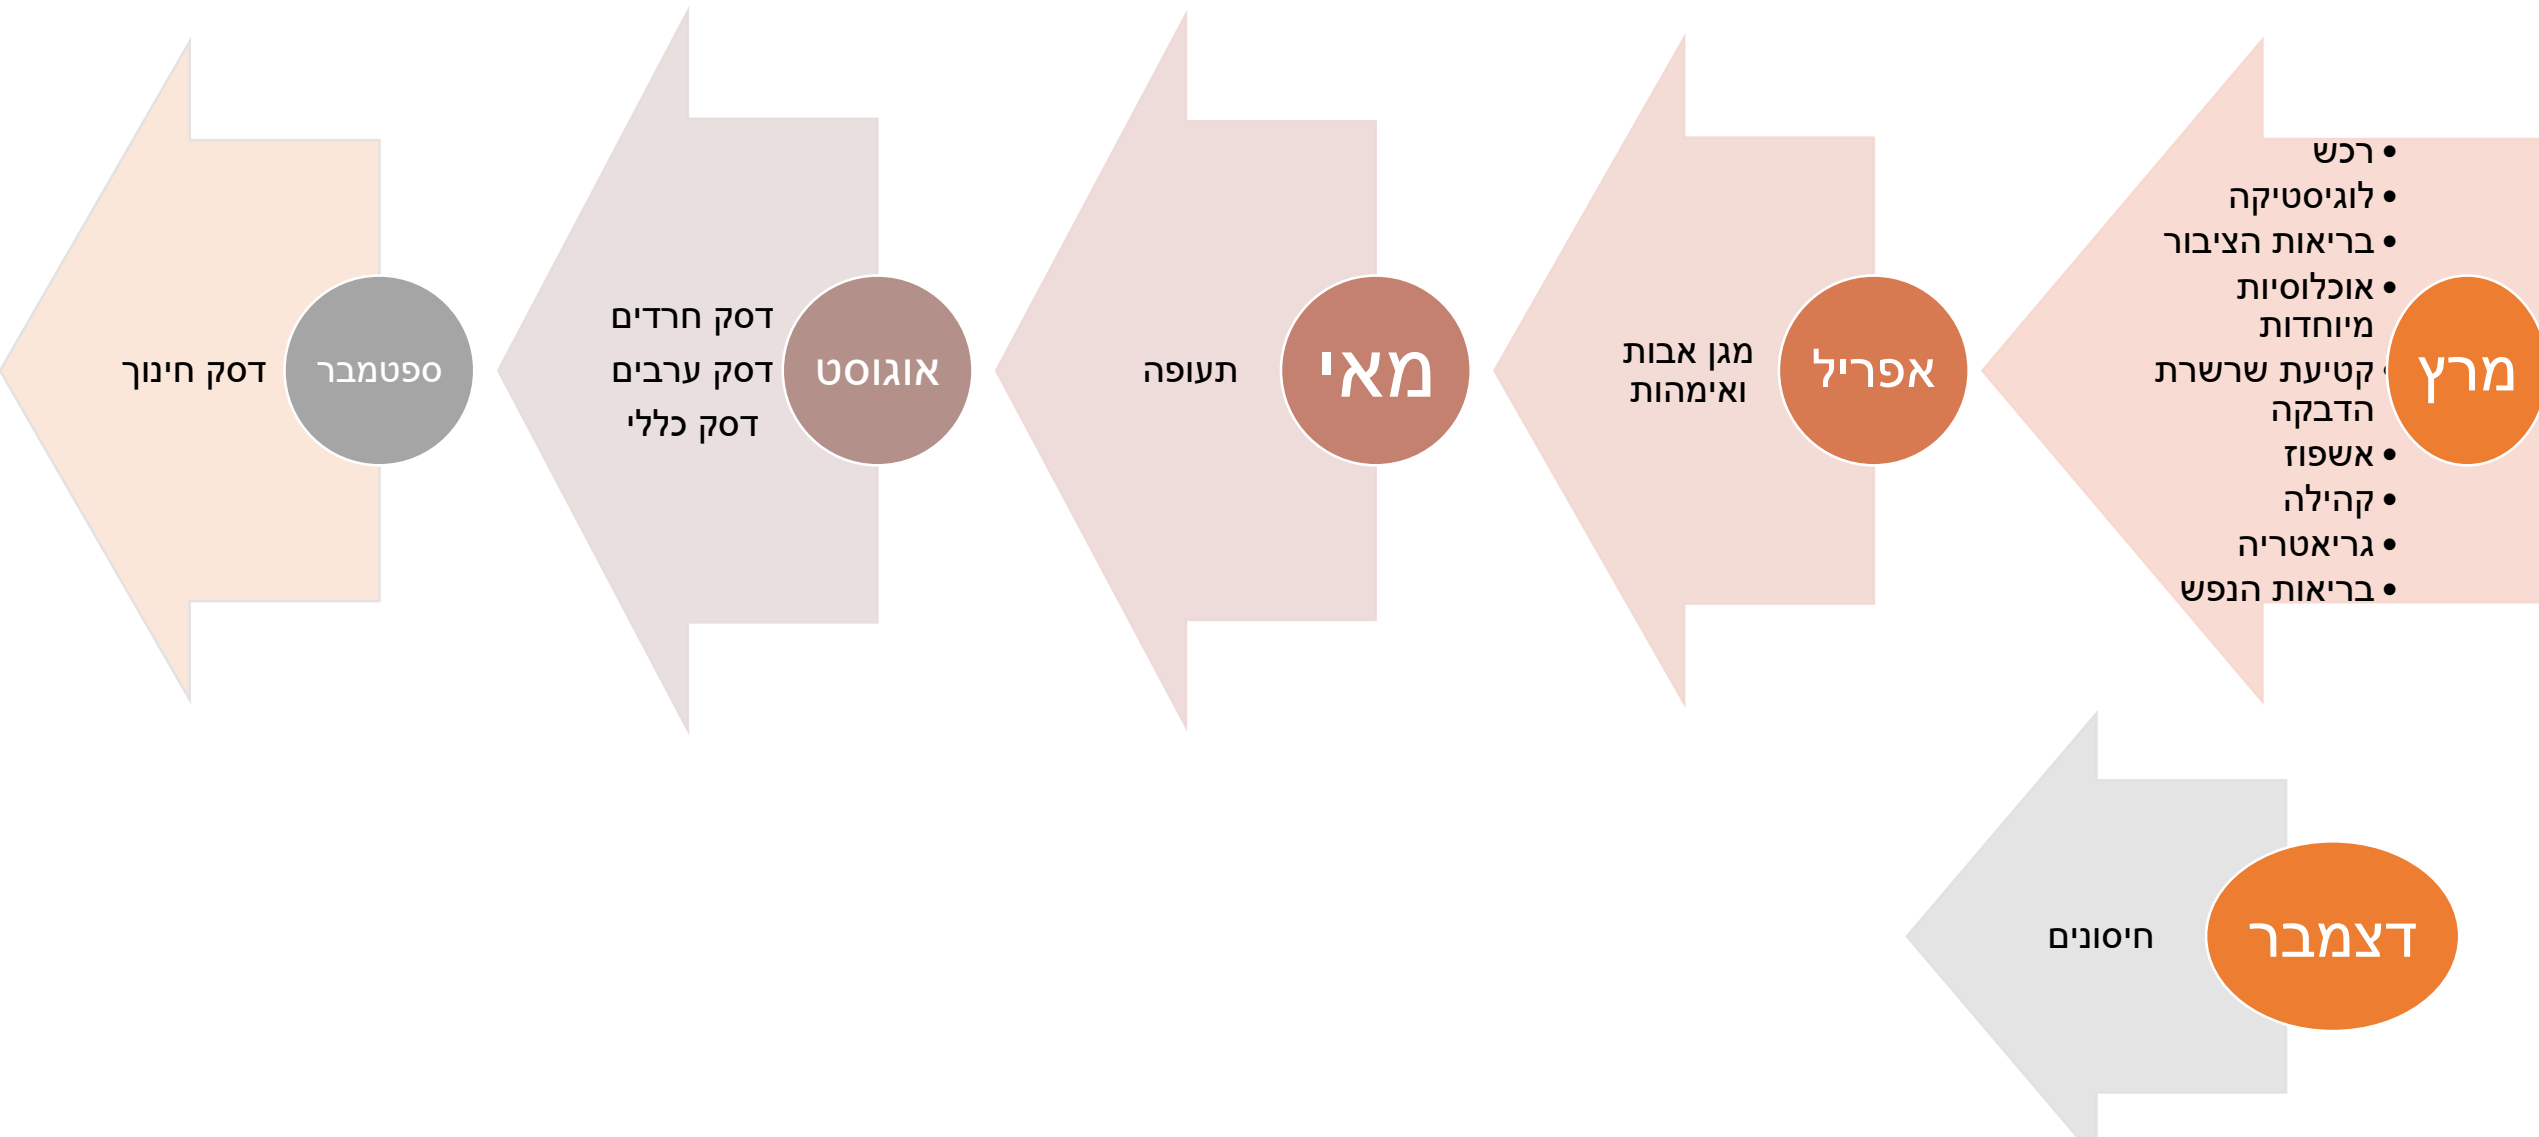 מרץ
• רכש
• לוגיסטיקה
• בריאות הציבור
• אוכלוסיות
מיוחדות
• קטיעת שרשרת
הדבקה
• אשפוז
• קהילה
• גריאטריה
• בריאות הנפש
אפריל
מגן אבות
ואימהות
מאי
תעופה
אוגוסט
דסק חרדים
דסק ערבים
דסק כללי
ספטמבר
דסק חינוך
דצמבר
חיסונים